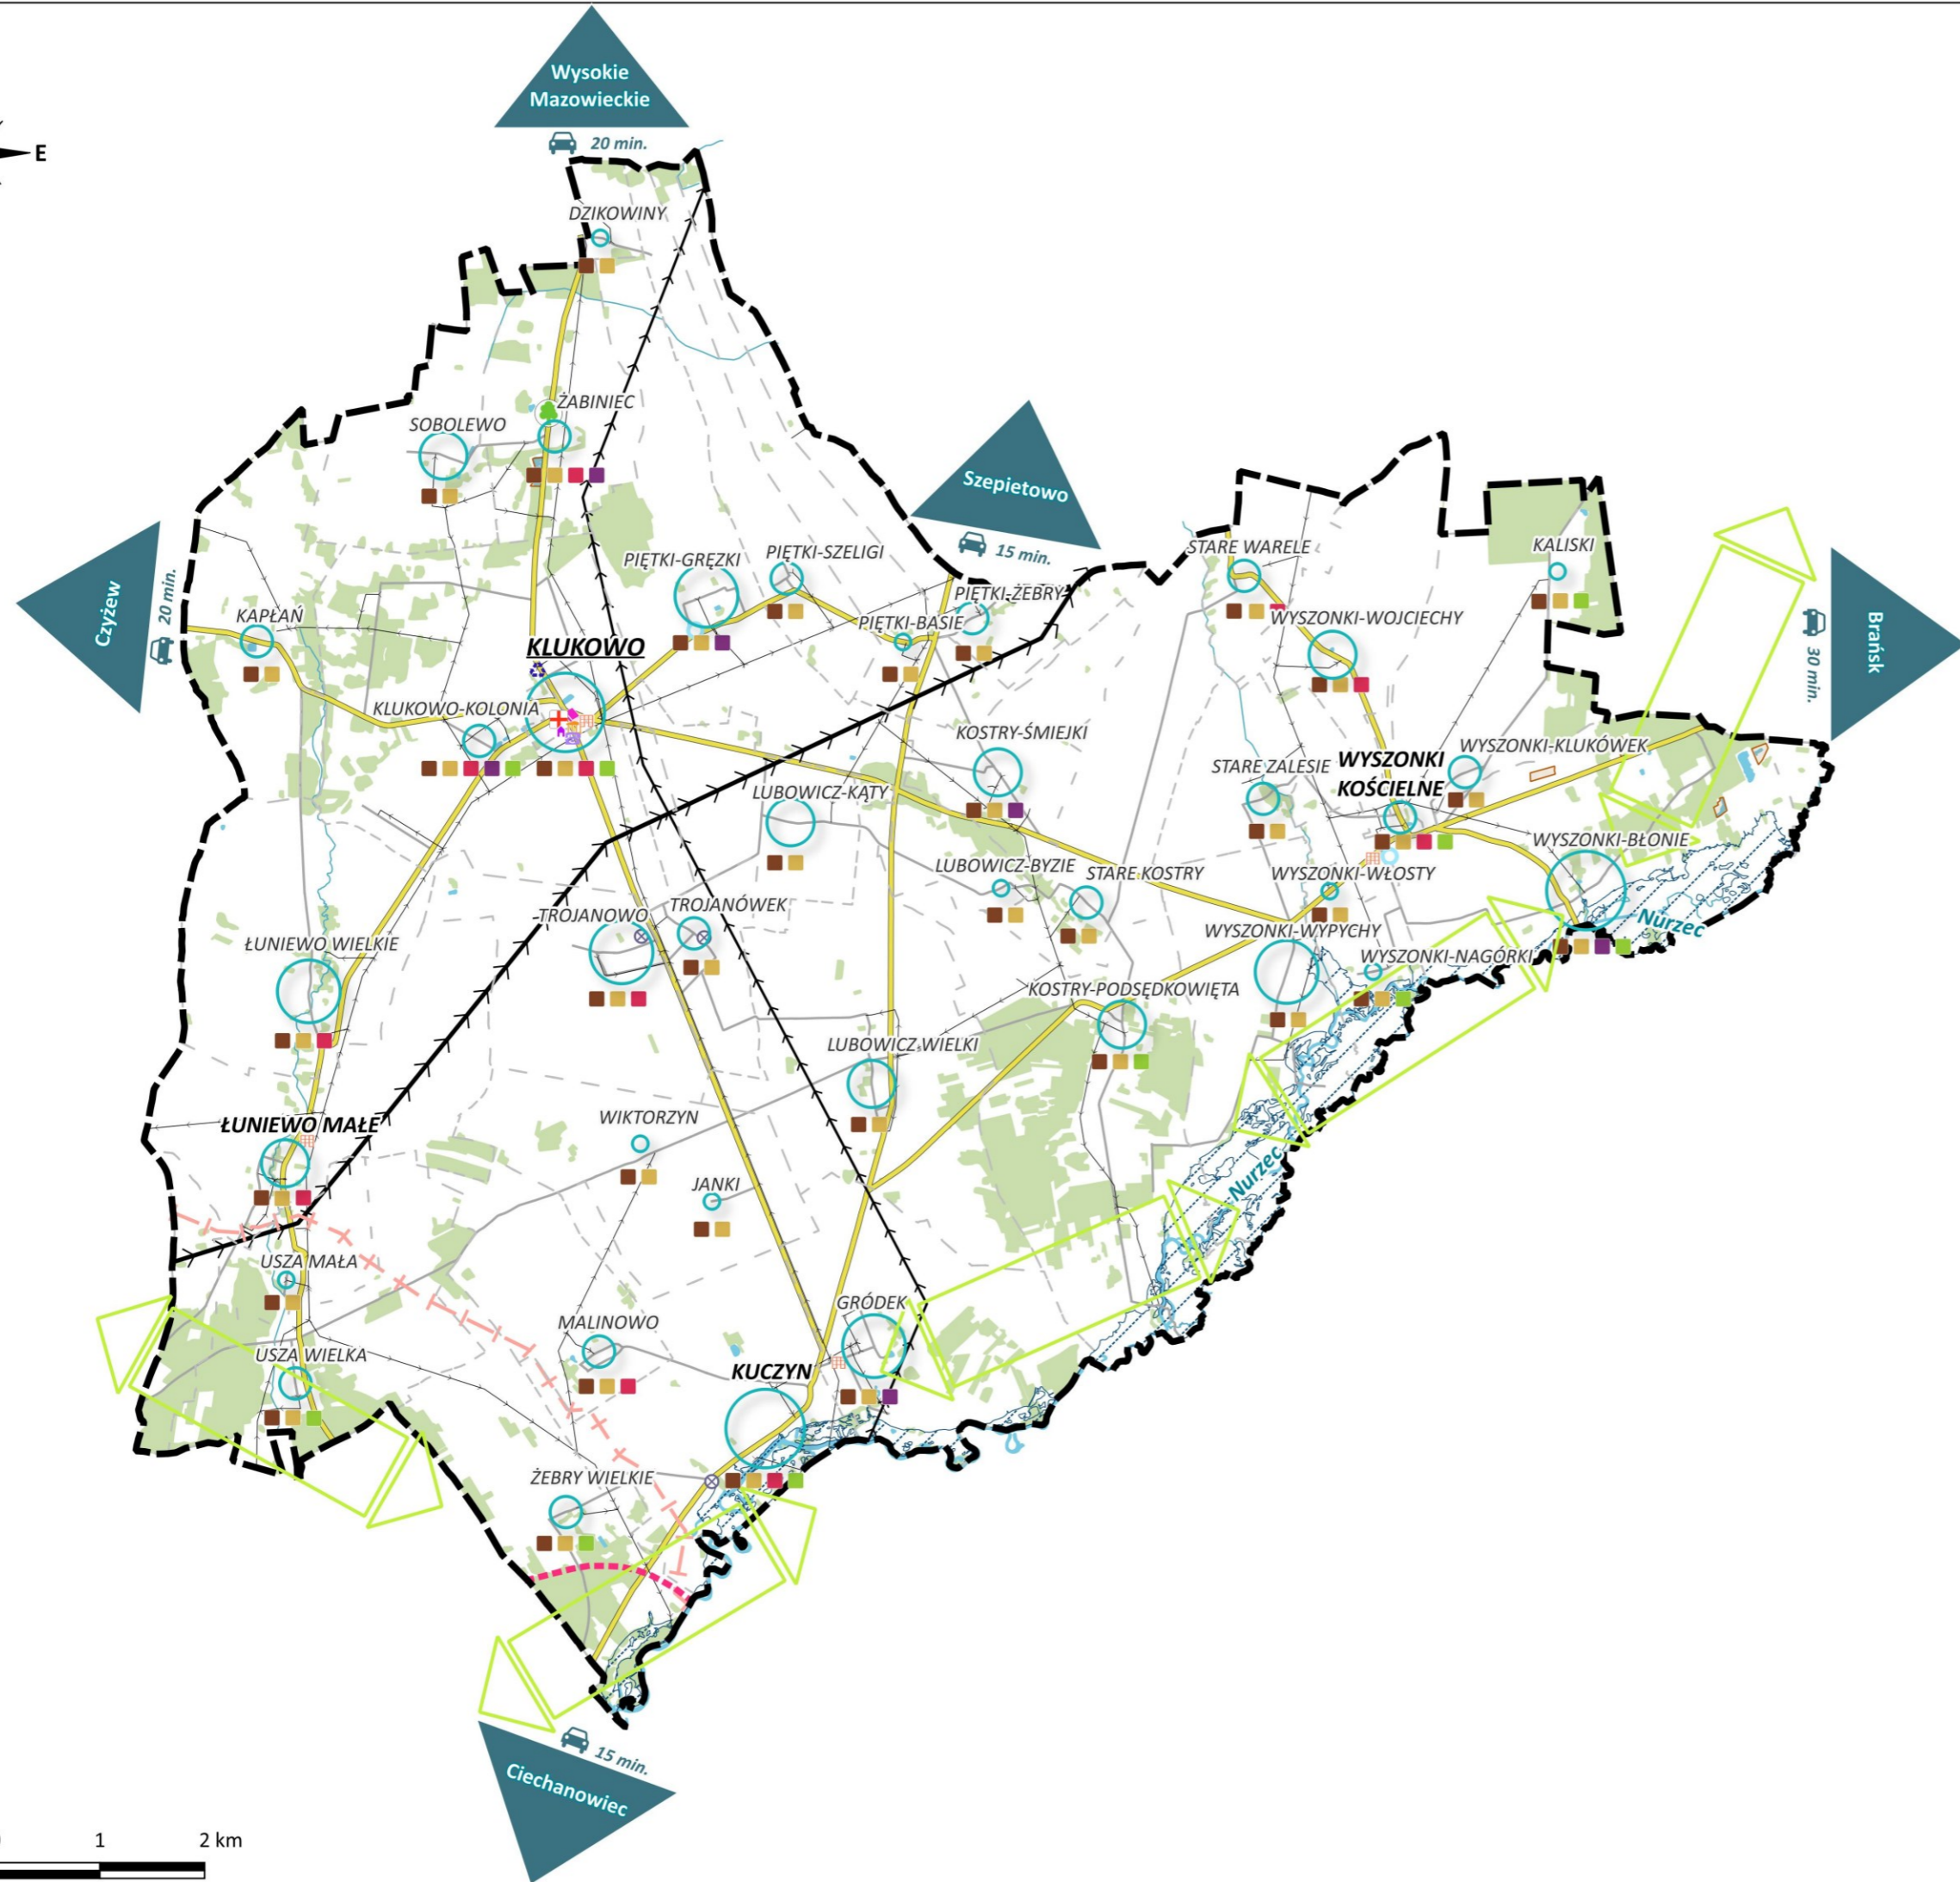 Wysokie
Mazowieckie
20 min.
E
DZIKOWINY
ŻABINIEC
SOBOLEWO
Szepietowo
15 min.
PIĘTKI-GRĘZKI
PIĘTKI-SZELIGI
STARE WARELE
KALISKI
Czyżew
20 min.
KAPŁAŃ
PIĘTKI-ŻEBRY
PIĘTKI-BASIE
WYSZONKI-WOJCIECHY
Brańsk
30 min.
KLUKOWO
KLUKOWO-KOLONIA
KOSTRY-ŚMIEJKI
WYSZONKI-KLUKÓWEK
STARE ZALESIE
WYSZONKI
KOŚCIELNE
LUBOWICZ-KĄTY
WYSZONKI-BŁONIE
LUBOWICZ-BYZIE
STARE KOSTRY
WYSZONKI-WŁOSTY
TROJANOWO
TROJANÓWEK
Nurzec
WYSZONKI-WYPYCHY
ŁUNIEWO WIELKIE
WYSZONKI-NAGÓRKI
KOSTRY-PODSĘDKOWIĘTA
LUBOWICZ WIELKI
ŁUNIEWO MAŁE
WIKTORZYN
JANKI
Nurzec
USZA MAŁA
GRÓDEK
MALINOWO
USZA WIELKA
KUCZYN
ŻEBRY WIELKIE
15 min.
Ciechanowiec
1
2 km